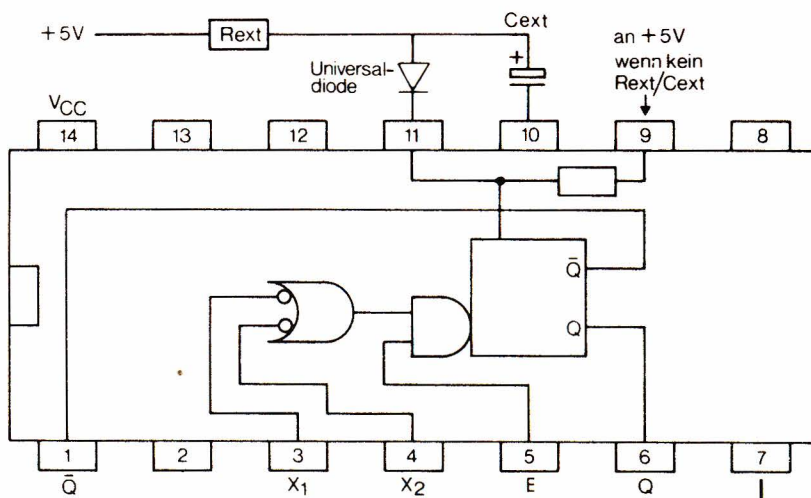 +5V
Rext
Cext
Universal-
diode
+
an +5V
wenn kein
Rext/Cext
VCC
14
13
12
11
10
9
8
Q̄
Q
1
2
3
4
5
6
7
Q̄
X1
X2
E
Q